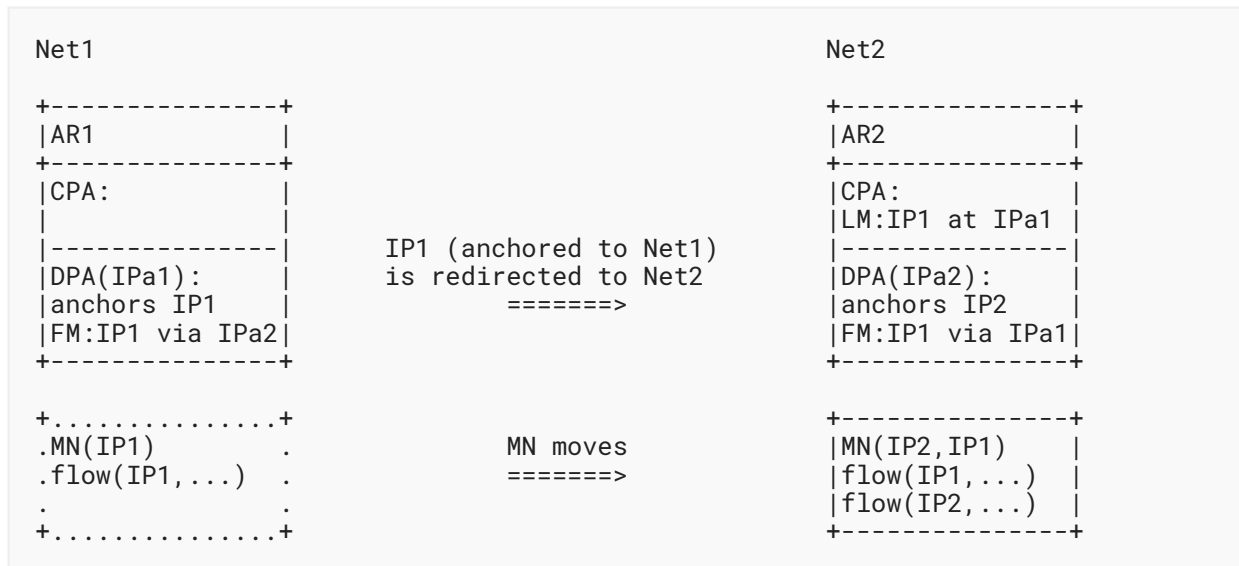 Net1                                              Net2

+---------------+                                 +---------------+
|AR1            |                                 |AR2            |
+---------------+                                 +---------------+
|CPA:           |                                 |CPA:           |
|               |                                 |LM:IP1 at IPa1 |
|---------------|     IP1 (anchored to Net1)      |---------------|
|DPA(IPa1):     |     is redirected to Net2       |DPA(IPa2):     |
|anchors IP1    |             =======>            |anchors IP2    |
|FM:IP1 via IPa2|                                 |FM:IP1 via IPa1|
+---------------+                                 +---------------+

+...............+                                 +---------------+
.MN(IP1)        .             MN moves            |MN(IP2,IP1)    |
.flow(IP1,...)  .             =======>            |flow(IP1,...)  |
.               .                                 |flow(IP2,...)  |
+...............+                                 +---------------+